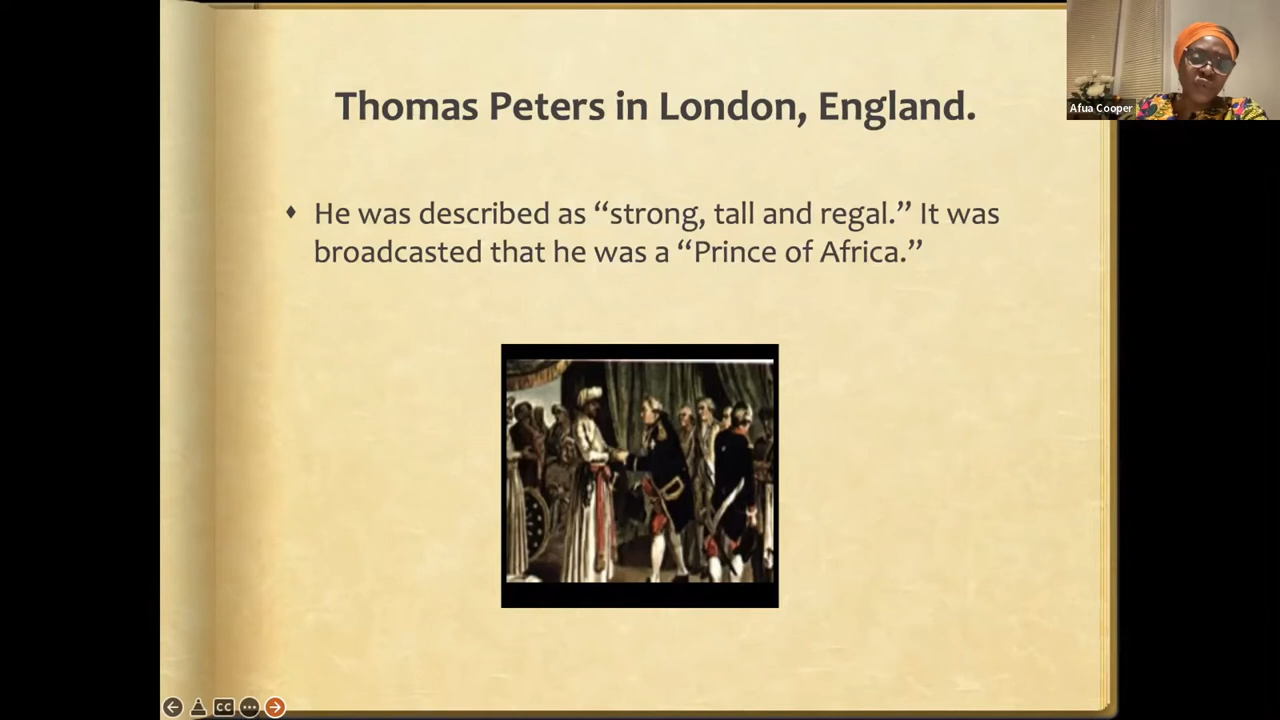 Thomas Peters in London, England.
He was described as “strong, tall and regal.” It was
broadcasted that he was a “Prince of Africa.”
Afua Cooper
CC